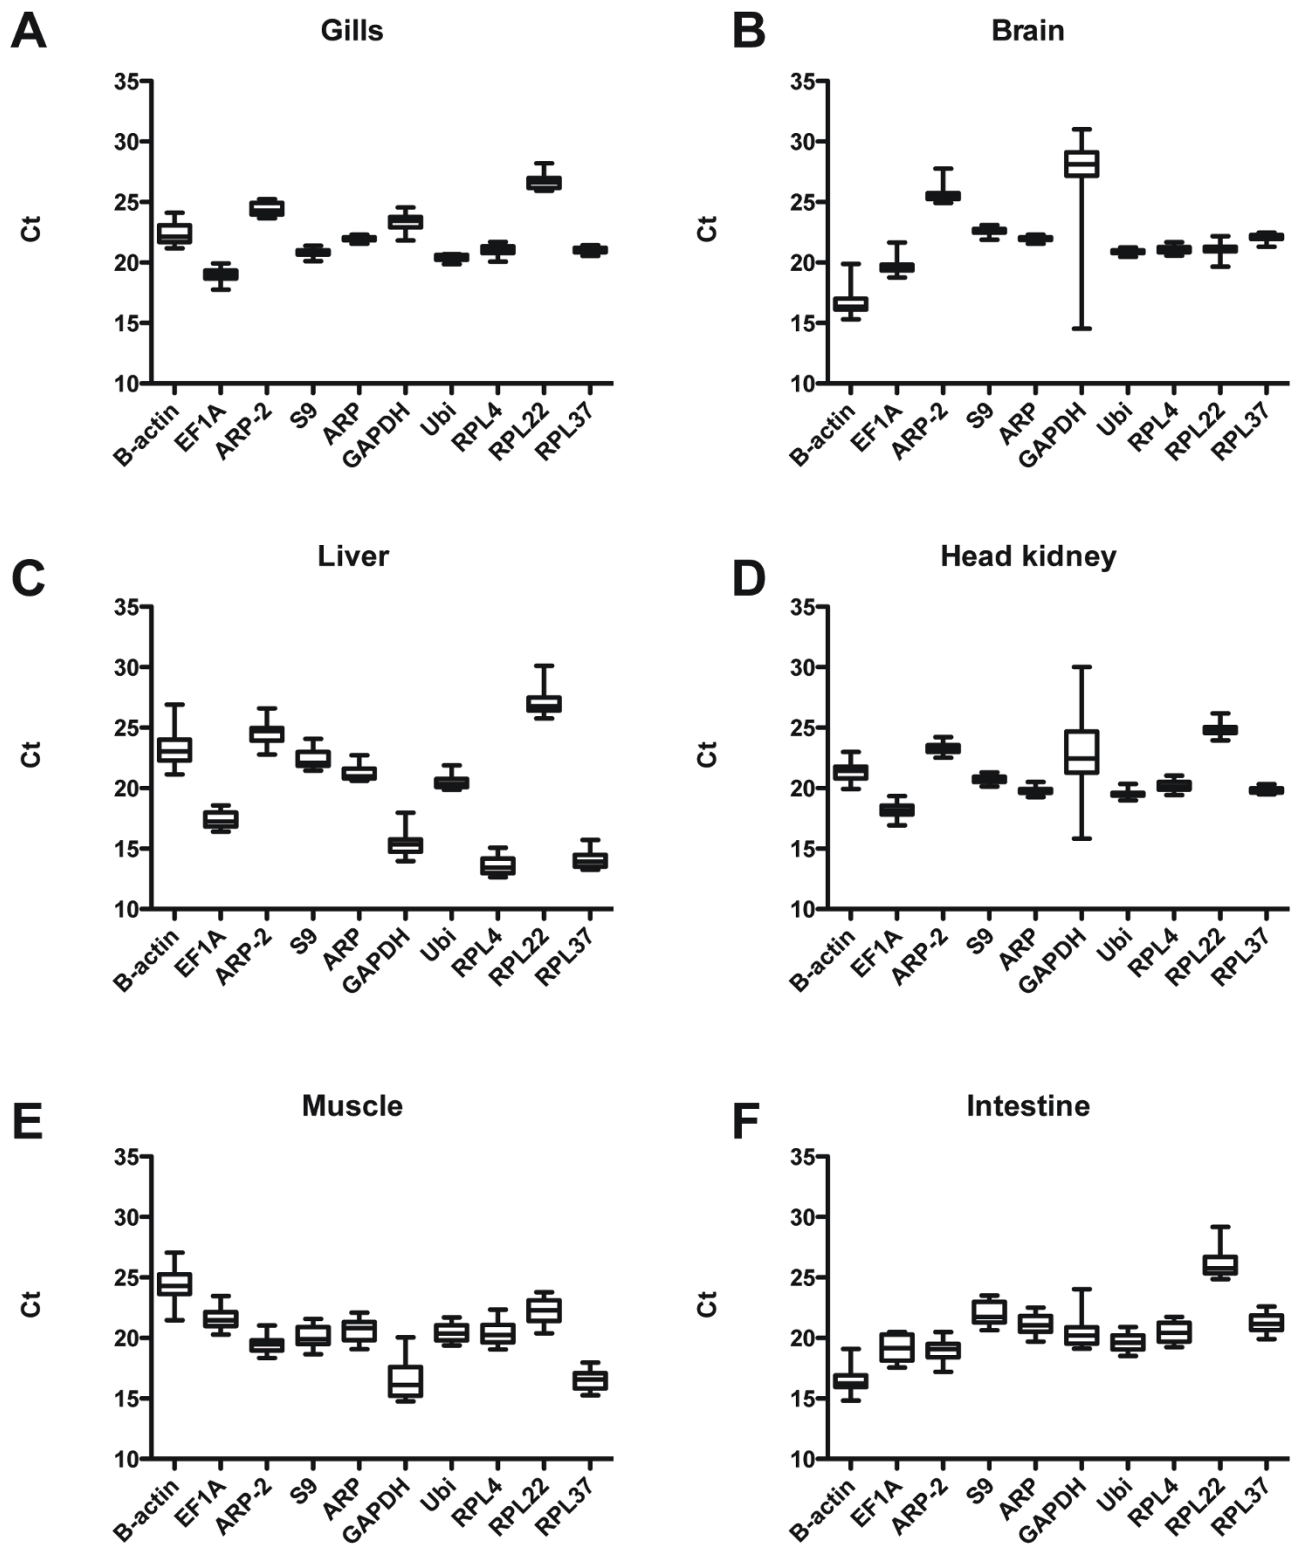 A
Gills
35
30
25
20
15
10
Ct
B-actin
EF1A
ARP-2
S9
ARP
GAPDH
Ubi
RPL4
RPL22
RPL37
B
Brain
35
30
25
20
15
10
Ct
B-actin
EF1A
ARP-2
S9
ARP
GAPDH
Ubi
RPL4
RPL22
RPL37
C
Liver
35
30
25
20
15
10
Ct
B-actin
EF1A
ARP-2
S9
ARP
GAPDH
Ubi
RPL4
RPL22
RPL37
D
Head kidney
35
30
25
20
15
10
Ct
B-actin
EF1A
ARP-2
S9
ARP
GAPDH
Ubi
RPL4
RPL22
RPL37
E
Muscle
35
30
25
20
15
10
Ct
B-actin
EF1A
ARP-2
S9
ARP
GAPDH
Ubi
RPL4
RPL22
RPL37
F
Intestine
35
30
25
20
15
10
Ct
B-actin
EF1A
ARP-2
S9
ARP
GAPDH
Ubi
RPL4
RPL22
RPL37